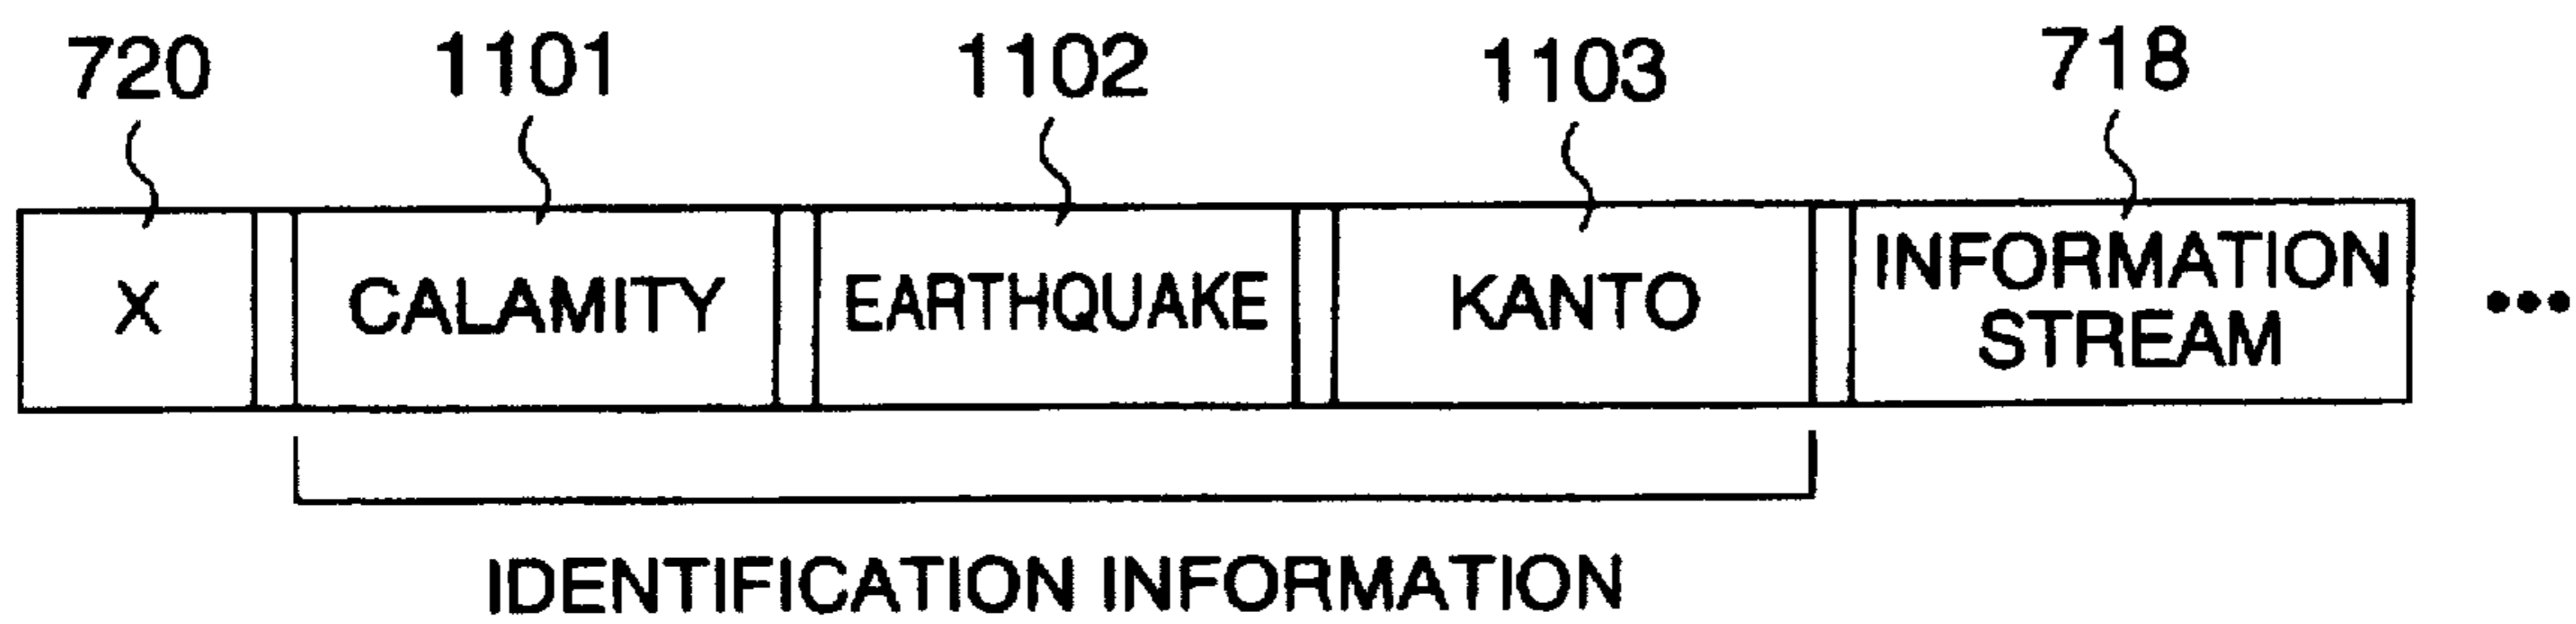 720 1101 1102 1103 718
X CALAMITY EARTHQUAKE KANTO INFORMATION STREAM •••
IDENTIFICATION INFORMATION